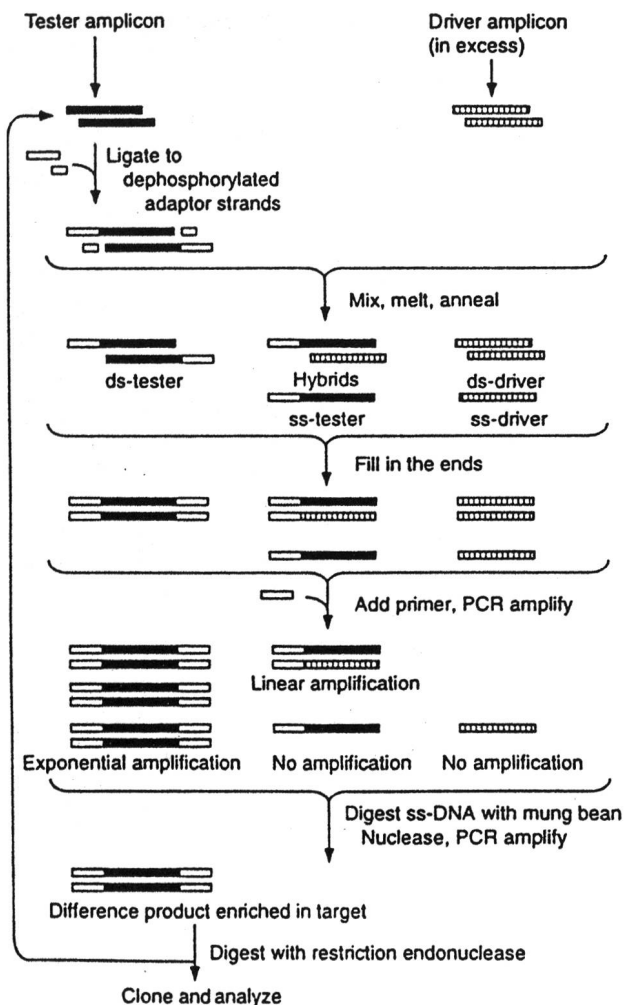 Tester amplicon
Driver amplicon
(in excess)
Ligate to
dephosphorylated
adaptor strands
Mix, melt, anneal
ds-tester
Hybrids
ds-driver
ss-tester
ss-driver
Fill in the ends
Add primer, PCR amplify
Linear amplification
Exponential amplification
No amplification
No amplification
Digest ss-DNA with mung bean
Nuclease, PCR amplify
Difference product enriched in target
Digest with restriction endonuclease
Clone and analyze